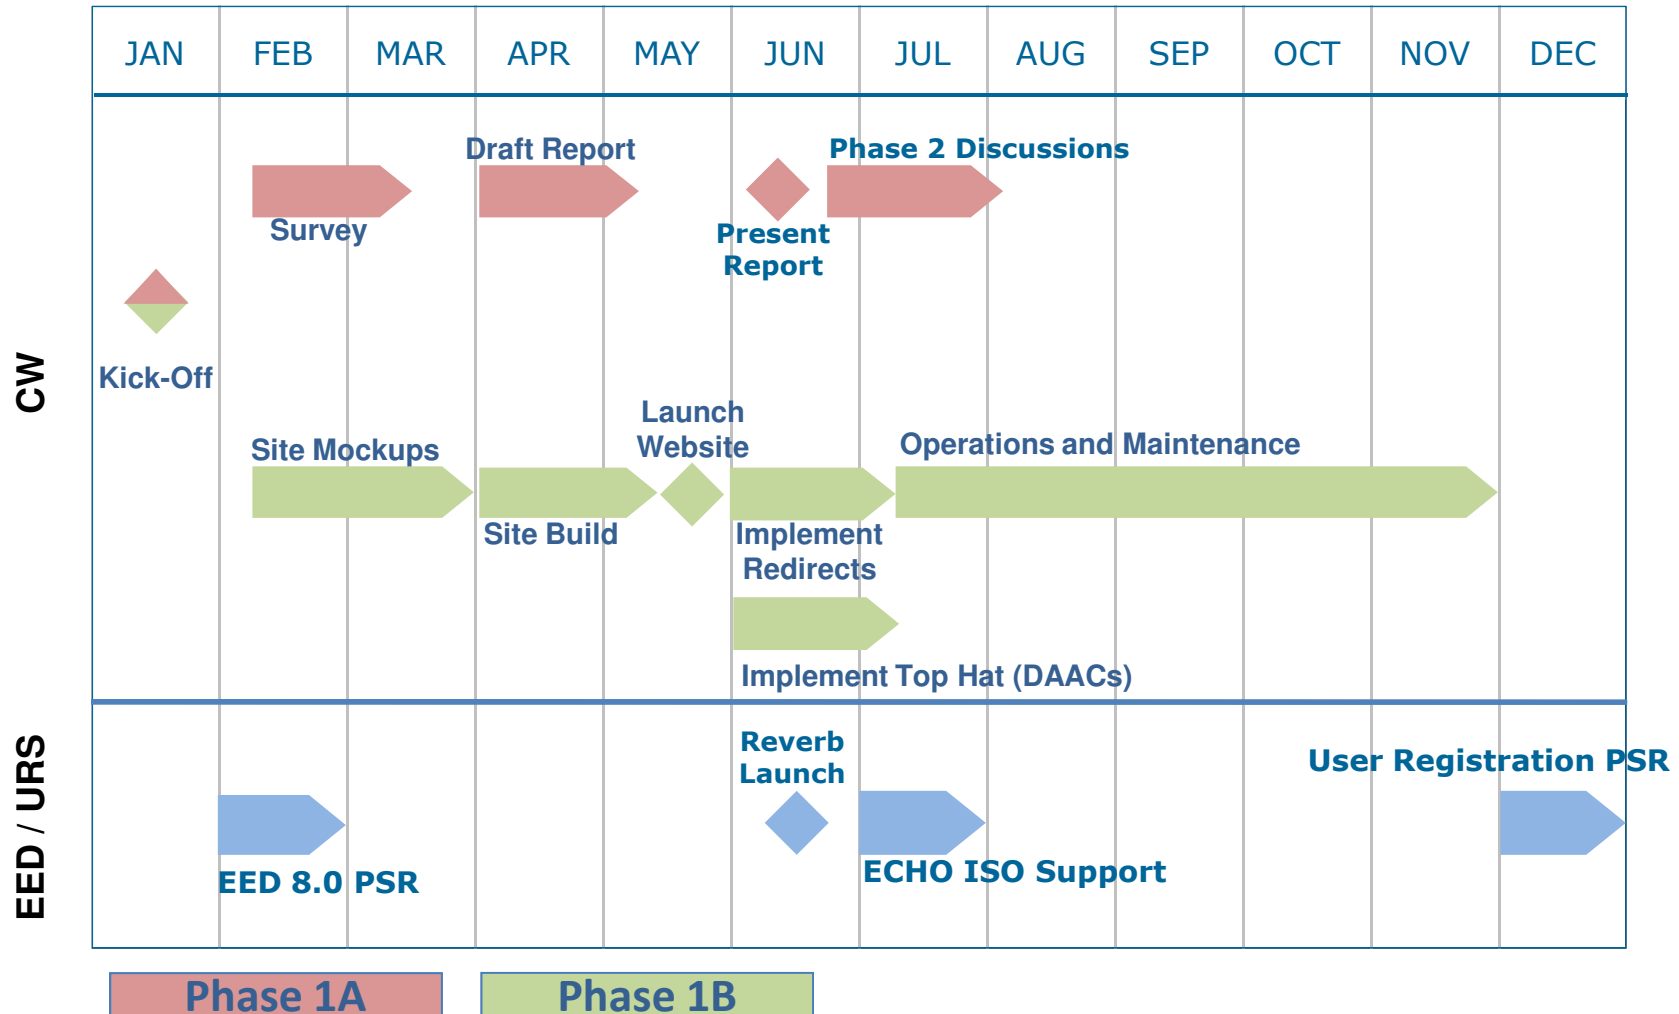 JAN FEB MAR APR MAY JUN JUL AUG SEP OCT NOV DEC
CW
Draft Report
Phase 2 Discussions
Survey
Present
Report
Kick-Off
Launch
Website
Site Mockups
Operations and Maintenance
Site Build
Implement
Redirects
Implement Top Hat (DAACs)
EED / URS
Reverb
Launch
User Registration PSR
EED 8.0 PSR
ECHO ISO Support
Phase 1A
Phase 1B